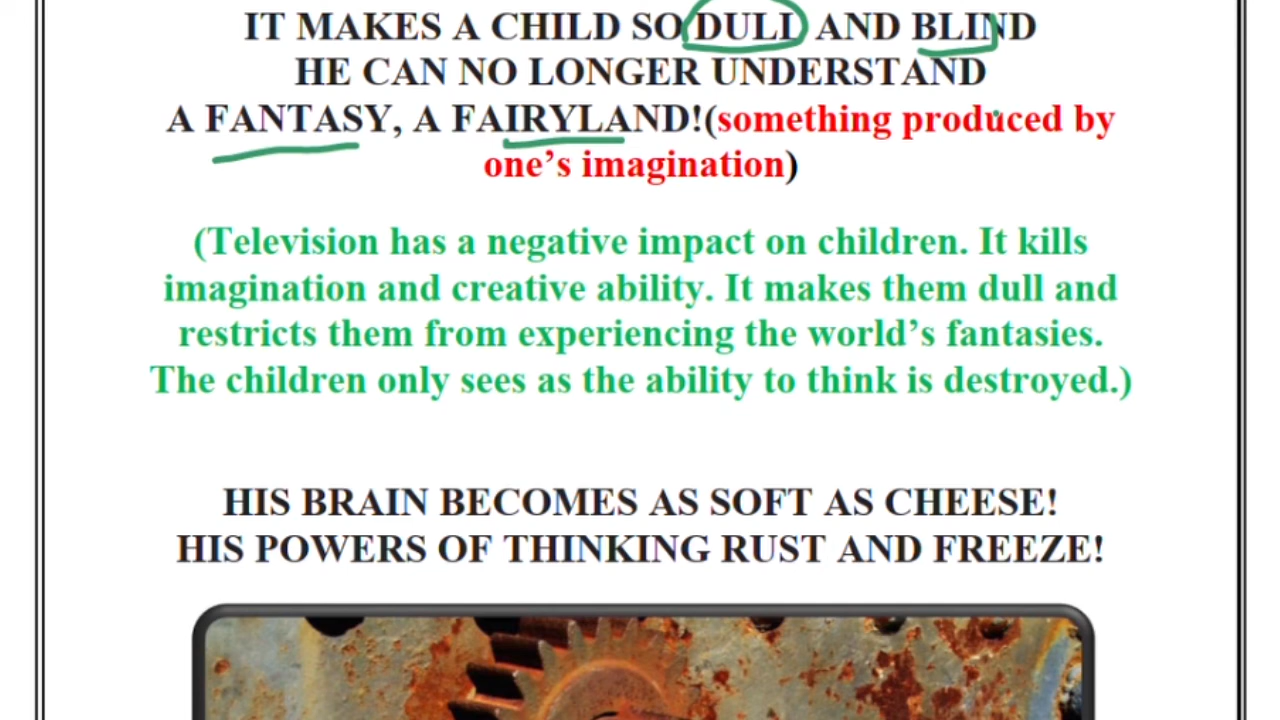 IT MAKES A CHILD SO DULL AND BLIND
HE CAN NO LONGER UNDERSTAND
A FANTASY, A FAIRYLAND!(something produced by
one’s imagination)
(Television has a negative impact on children. It kills
imagination and creative ability. It makes them dull and
restricts them from experiencing the world’s fantasies.
The children only sees as the ability to think is destroyed.)
HIS BRAIN BECOMES AS SOFT AS CHEESE!
HIS POWERS OF THINKING RUST AND FREEZE!